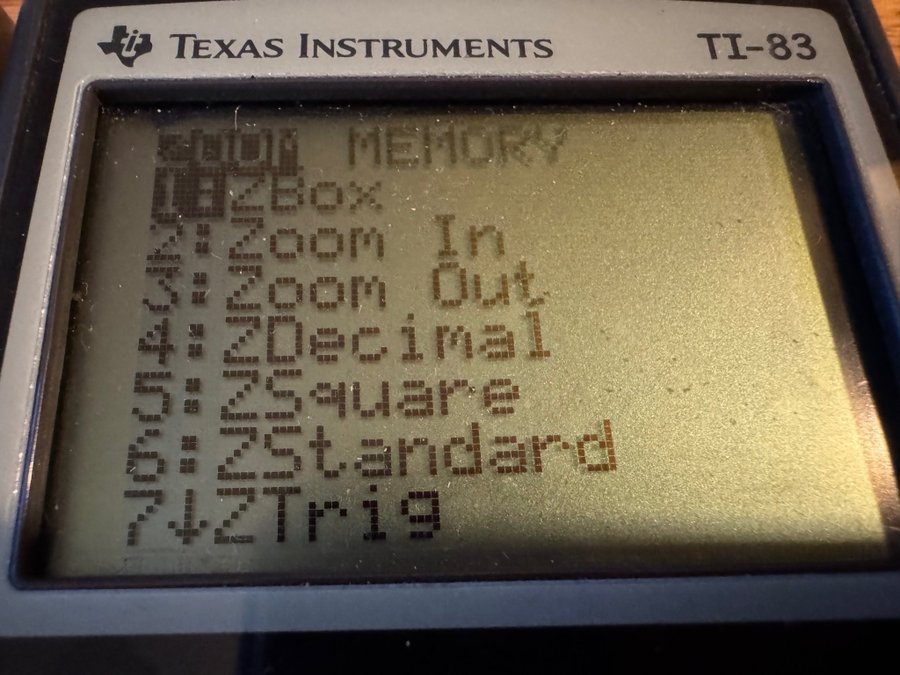 TEXAS INSTRUMENTS TI-83
ZOOM MEMORY
1:ZBox
2:Zoom In
3:Zoom Out
4:ZDecimal
5:ZSquare
6:ZStandard
7↓ZTrig